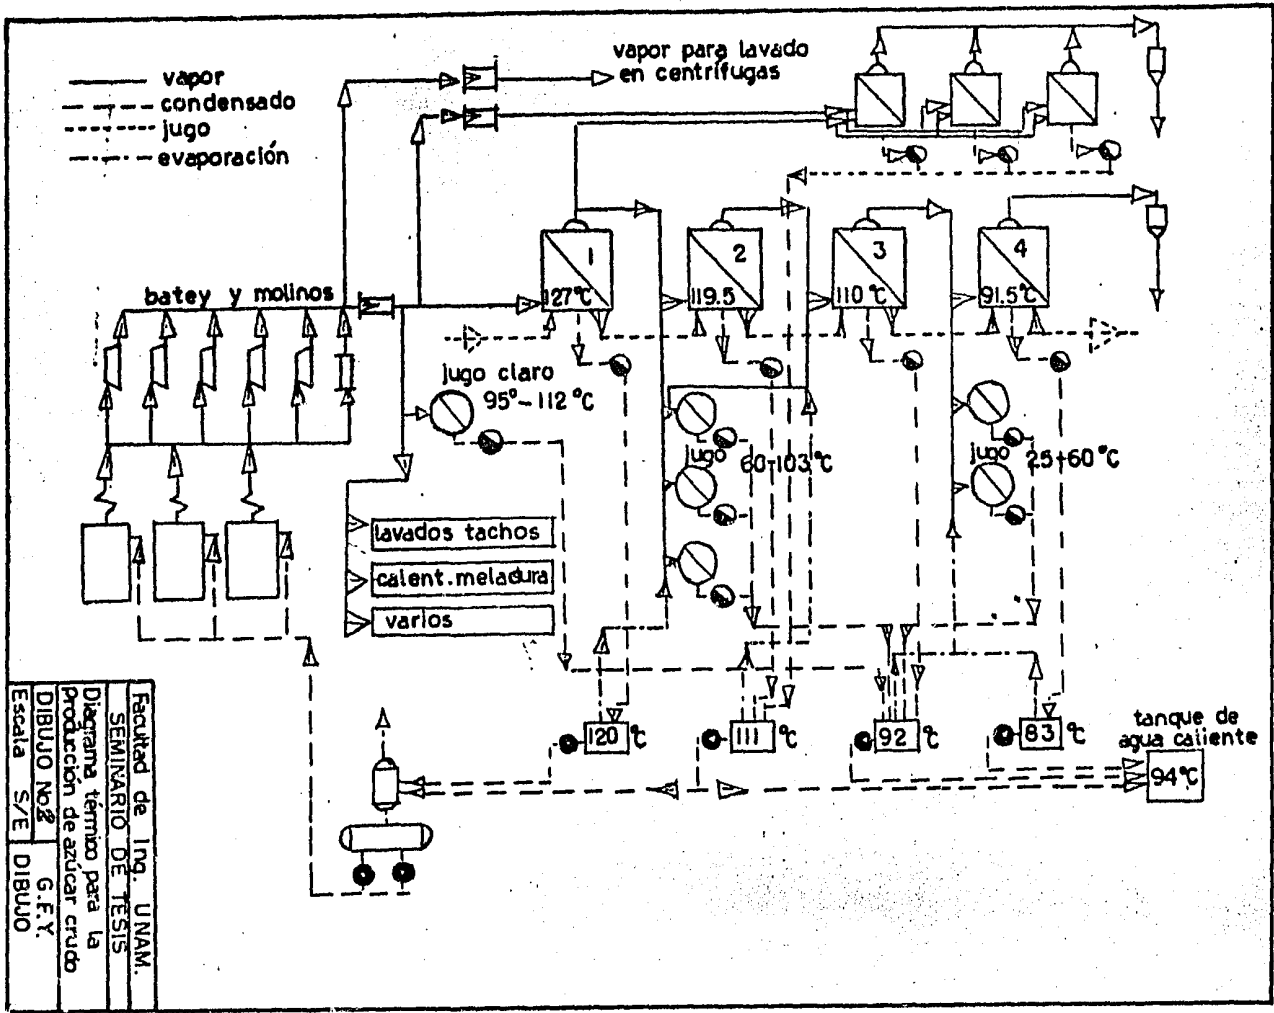 vapor
condensado
jugo
evaporación
vapor para lavado
en centrífugas
batey y molinos
1
2
3
4
127°C
119.5
110°C
91.5°C
jugo claro
95°-112°C
jugo 60-103°C
jugo 25+60°C
lavados tachos
calent. meladura
varios
120 °C
111 °C
92 °C
83 °C
tanque de
agua caliente
94°C
Facultad de Ing. UNAM.
SEMINARIO DE TESIS
Diagrama térmico para la
Producción de azúcar crudo
DIBUJO No.2 G.F.Y.
Escala S/E DIBUJO